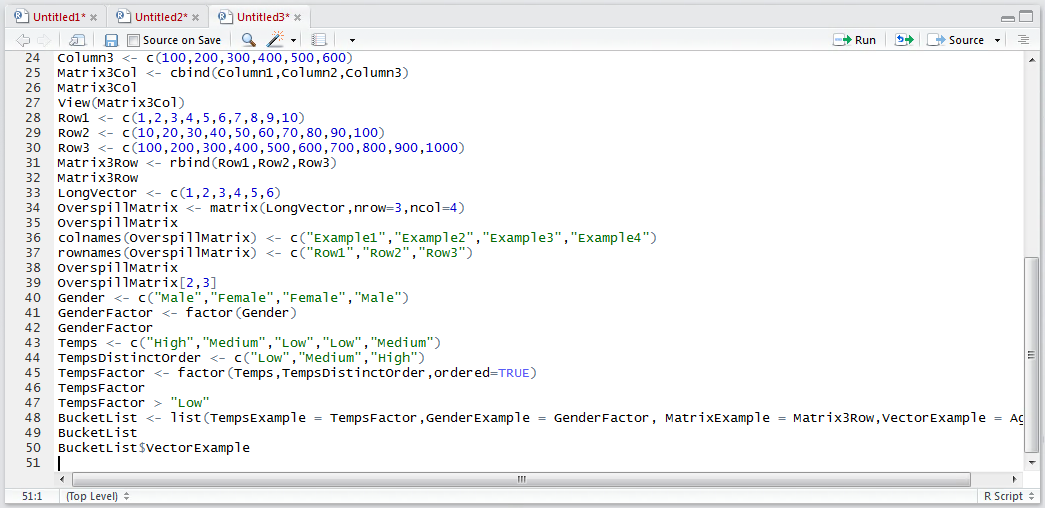 Untitled1* Untitled2* Untitled3*
Source on Save Run Source
24 Column3 <- c(100,200,300,400,500,600)
25 Matrix3Col <- cbind(Column1,Column2,Column3)
26 Matrix3Col
27 View(Matrix3Col)
28 Row1 <- c(1,2,3,4,5,6,7,8,9,10)
29 Row2 <- c(10,20,30,40,50,60,70,80,90,100)
30 Row3 <- c(100,200,300,400,500,600,700,800,900,1000)
31 Matrix3Row <- rbind(Row1,Row2,Row3)
32 Matrix3Row
33 LongVector <- c(1,2,3,4,5,6)
34 OverspillMatrix <- matrix(LongVector,nrow=3,ncol=4)
35 OverspillMatrix
36 colnames(OverspillMatrix) <- c("Example1","Example2","Example3","Example4")
37 rownames(OverspillMatrix) <- c("Row1","Row2","Row3")
38 OverspillMatrix
39 OverspillMatrix[2,3]
40 Gender <- c("Male","Female","Female","Male")
41 GenderFactor <- factor(Gender)
42 GenderFactor
43 Temps <- c("High","Medium","Low","Low","Medium")
44 TempsDistinctOrder <- c("Low","Medium","High")
45 TempsFactor <- factor(Temps,TempsDistinctOrder,ordered=TRUE)
46 TempsFactor
47 TempsFactor > "Low"
48 BucketList <- list(TempsExample = TempsFactor,GenderExample = GenderFactor, MatrixExample = Matrix3Row,VectorExample = Ag
49 BucketList
50 BucketList$VectorExample
51
51:1 (Top Level) R Script